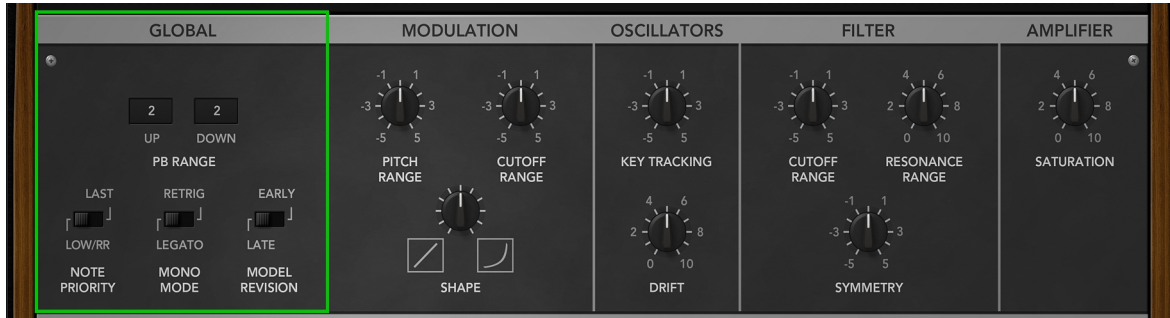 GLOBAL
MODULATION
OSCILLATORS
FILTER
AMPLIFIER
2 2
UP DOWN
PB RANGE
LAST RETRIG EARLY
LOW/RR LEGATO LATE
NOTE
PRIORITY
MONO
MODE
MODEL
REVISION
-1 1
-3 3
-5 5
PITCH
RANGE
-1 1
-3 3
-5 5
CUTOFF
RANGE
SHAPE
-1 1
-3 3
-5 5
KEY TRACKING
4 6
2 8
0 10
DRIFT
-1 1
-3 3
-5 5
CUTOFF
RANGE
4 6
2 8
0 10
RESONANCE
RANGE
-1 1
-3 3
-5 5
SYMMETRY
4 6
2 8
0 10
SATURATION